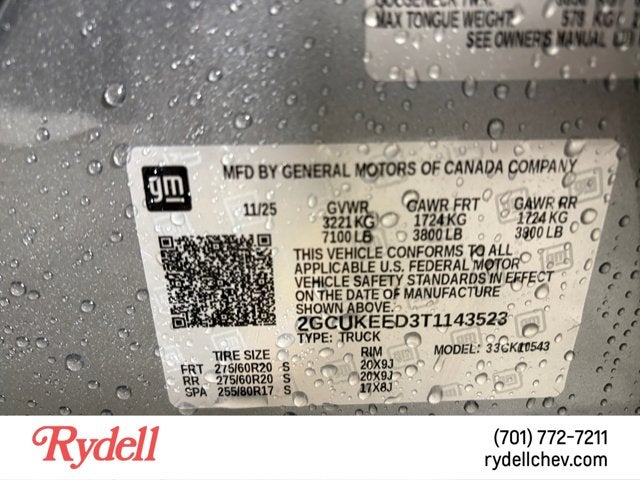 MAX TONGUE WEIGHT 578 KG
SEE OWNER'S MANUAL
gm
MFD BY GENERAL MOTORS OF CANADA COMPANY
11/25 GVWR GAWR FRT GAWR RR
3221 KG 1724 KG 1724 KG
7100 LB 3800 LB 3800 LB
THIS VEHICLE CONFORMS TO ALL
APPLICABLE U.S. FEDERAL MOTOR
VEHICLE SAFETY STANDARDS IN EFFECT
ON THE DATE OF MANUFACTURE
SHOWN ABOVE.
2GCUKEED3T1143523
TYPE: TRUCK MODEL:
TIRE SIZE RIM
FRT 275/60R20 S 20X9J
RR 275/60R20 S 20X9J
SPA 255/80R17 S 17X8J
Rydell
(701) 772-7211
rydellchev.com